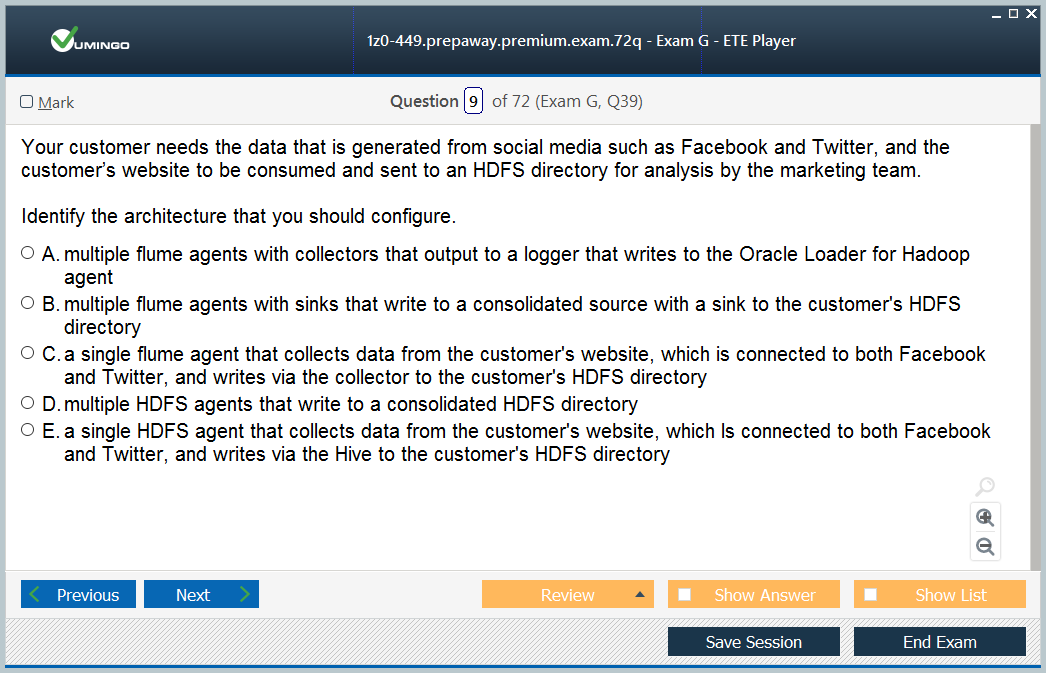 VUMINGO
1z0-449.prepaway.premium.exam.72q - Exam G - ETE Player
Mark
Question 9 of 72 (Exam G, Q39)
Your customer needs the data that is generated from social media such as Facebook and Twitter, and the
customer's website to be consumed and sent to an HDFS directory for analysis by the marketing team.
Identify the architecture that you should configure.
A. multiple flume agents with collectors that output to a logger that writes to the Oracle Loader for Hadoop
agent
B. multiple flume agents with sinks that write to a consolidated source with a sink to the customer's HDFS
directory
C. a single flume agent that collects data from the customer's website, which is connected to both Facebook
and Twitter, and writes via the collector to the customer's HDFS directory
D. multiple HDFS agents that write to a consolidated HDFS directory
E. a single HDFS agent that collects data from the customer's website, which Is connected to both Facebook
and Twitter, and writes via the Hive to the customer's HDFS directory
Previous
Next
Review
Show Answer
Show List
Save Session
End Exam